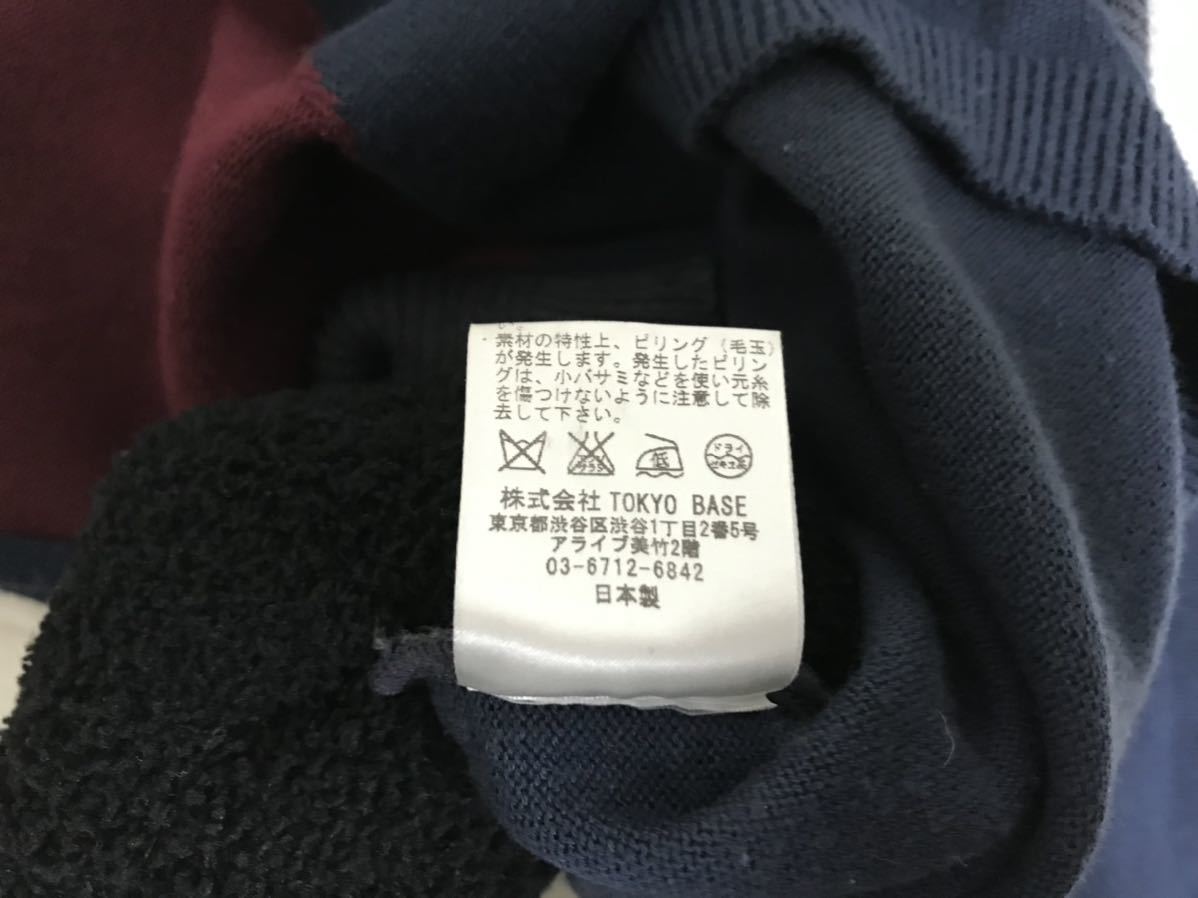 い。
素材の特性上、ピリング（毛玉）
が発生します。発生したピリン
グは、小バサミなどを使い元糸
を傷つけないように注意して除
去して下さい。
低
ドライ
セキユ系
株式会社 TOKYO BASE
東京都渋谷区渋谷1丁目2番5号
アライブ美竹2階
03-6712-6842
日本製